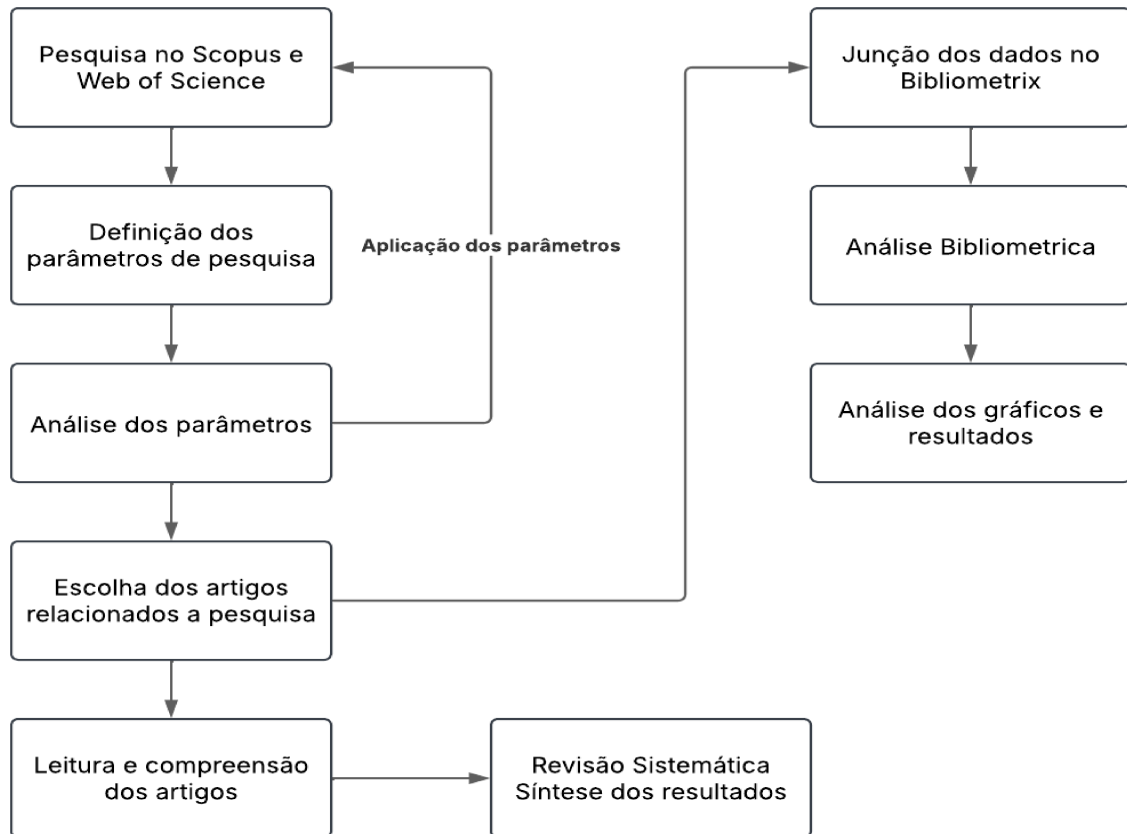 Pesquisa no Scopus e
Web of Science
Definição dos
parâmetros de pesquisa
Aplicação dos parâmetros
Análise dos parâmetros
Escolha dos artigos
relacionados a pesquisa
Leitura e compreensão
dos artigos
Revisão Sistemática
Síntese dos resultados
Junção dos dados no
Bibliometrix
Análise Bibliometrica
Análise dos gráficos e
resultados